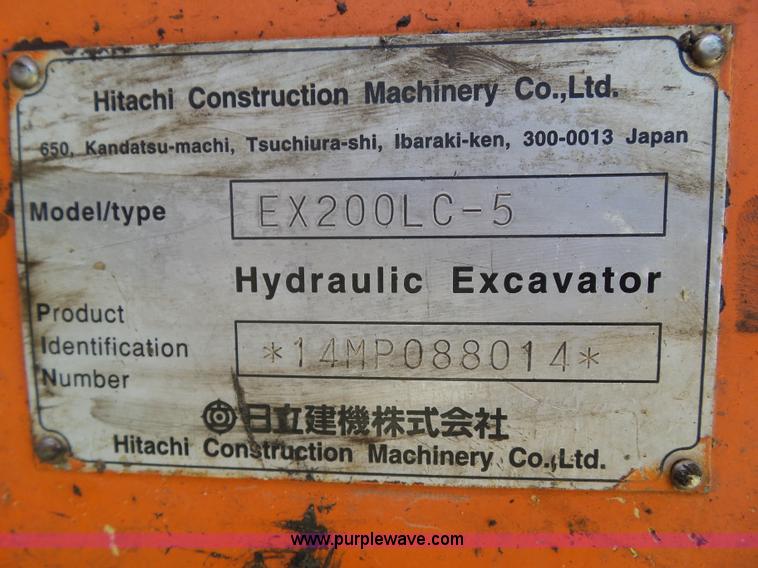 Hitachi Construction Machinery Co.,Ltd.
650, Kandatsu-machi, Tsuchiura-shi, Ibaraki-ken, 300-0013 Japan
Model/type EX200LC-5
Hydraulic Excavator
Product
Identification
Number
*14MP088014*
日立建機株式会社
Hitachi Construction Machinery Co.,Ltd.
www.purplewave.com